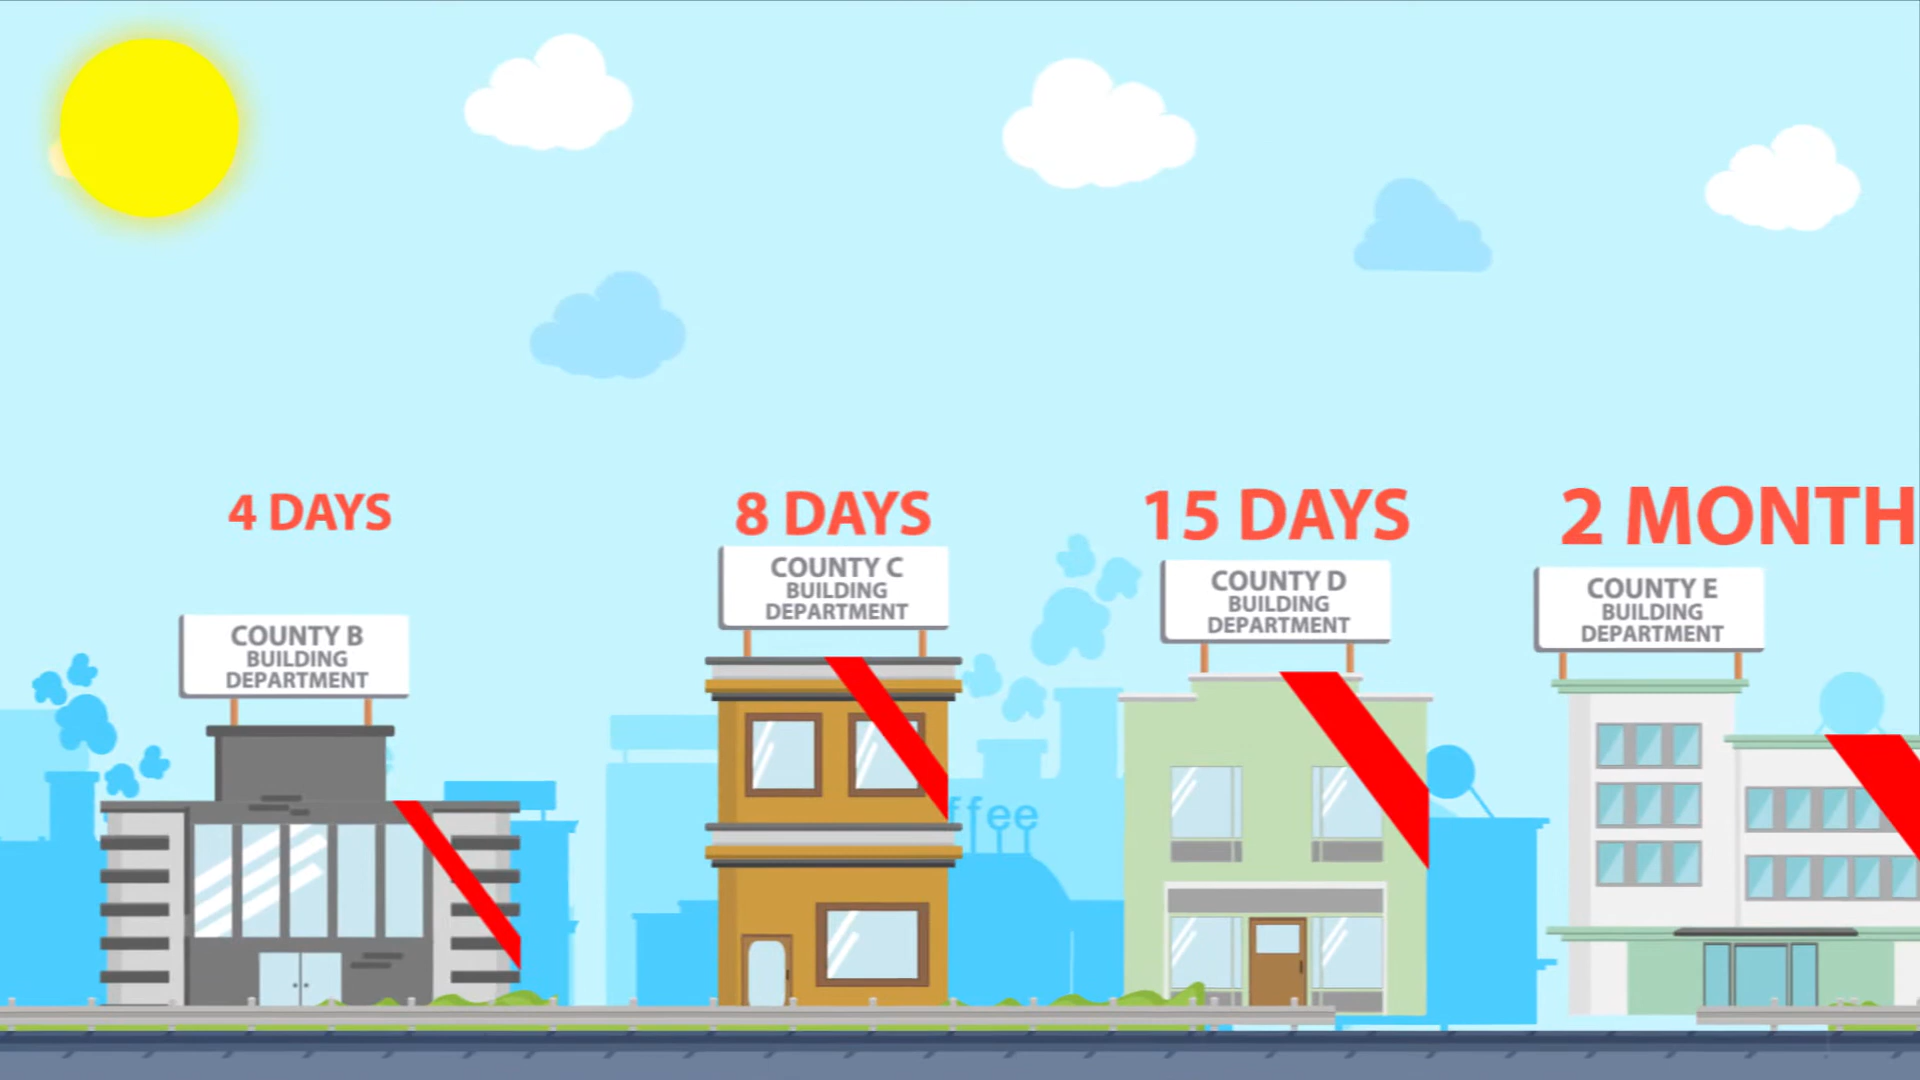 4 DAYS
8 DAYS
15 DAYS
2 MONTH
COUNTY B
BUILDING
DEPARTMENT
COUNTY C
BUILDING
DEPARTMENT
COUNTY D
BUILDING
DEPARTMENT
COUNTY E
BUILDING
DEPARTMENT
ffee